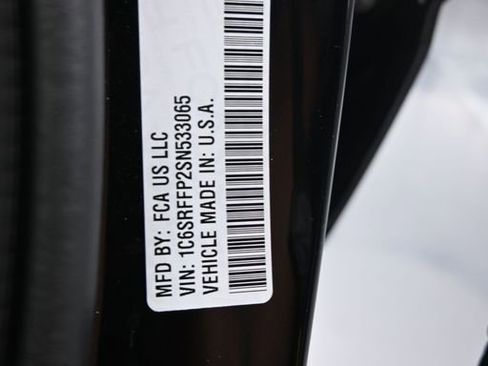 MFD BY: FCA US LLC
VIN: 1C6SRFFP2SN533065
VEHICLE MADE IN: U.S.A.